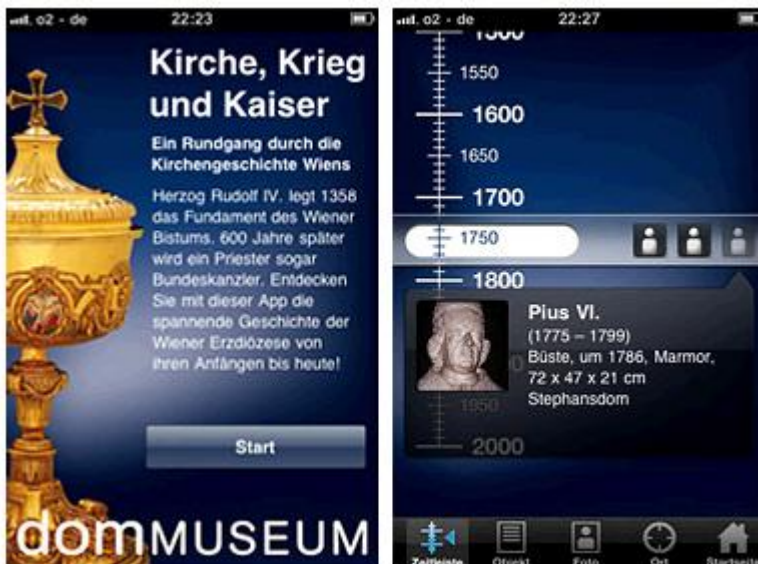 o2 - de 22:23
Kirche, Krieg
und Kaiser
Ein Rundgang durch die
Kirchengeschichte Wiens
Herzog Rudolf IV. legt 1358
das Fundament des Wiener
Bistums. 600 Jahre später
wird ein Priester sogar
Bundeskanzler. Entdecken
Sie mit dieser App die
spannende Geschichte der
Wiener Erzdiözese von
ihren Anfängen bis heute!
Start
domMUSEUM
o2 - de 22:27
1500
1550
1600
1650
1700
1750
1800
Pius VI.
(1775 – 1799)
Büste, um 1786, Marmor,
72 x 47 x 21 cm
Stephansdom
1950
2000
Zeitleiste Objekt Foto Ort Startseite